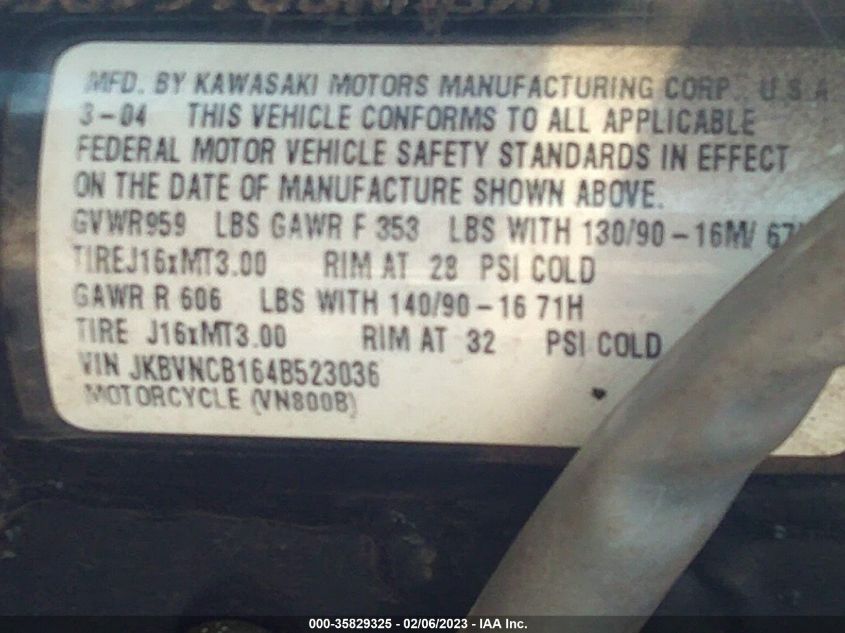 MFD. BY KAWASAKI MOTORS MANUFACTURING CORP., U.S.A
3-04 THIS VEHICLE CONFORMS TO ALL APPLICABLE
FEDERAL MOTOR VEHICLE SAFETY STANDARDS IN EFFECT
ON THE DATE OF MANUFACTURE SHOWN ABOVE.
GVWR959 LBS GAWR F 353 LBS WITH 130/90-16M/ 67
TIREJ16xMT3.00 RIM AT 28 PSI COLD
GAWR R 606 LBS WITH 140/90-16 71H
TIRE J16xMT3.00 RIM AT 32 PSI COLD
VIN JKBVNCB164B523036
MOTORCYCLE (VN800B)
000-35829325 - 02/06/2023 - IAA Inc.